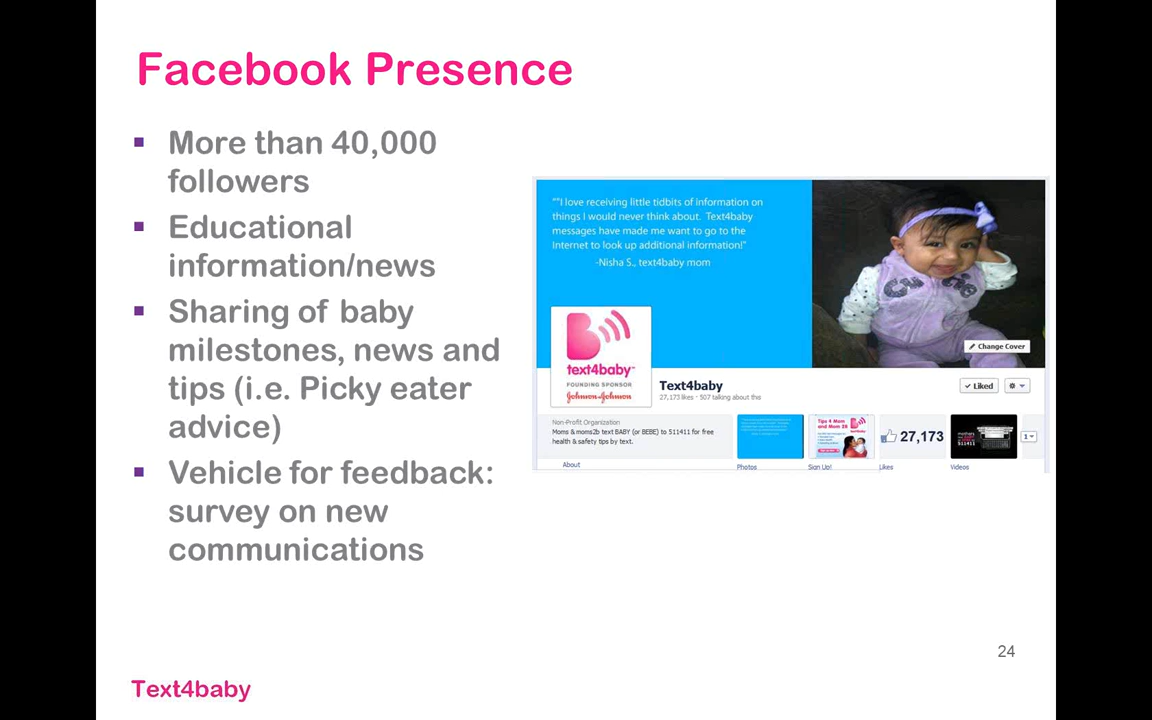 Facebook Presence
More than 40,000
followers
Educational
information/news
Sharing of baby
milestones, news and
tips (i.e. Picky eater
advice)
Vehicle for feedback:
survey on new
communications
""I love receiving little tidbits of information on
things I would never think about. Text4baby
messages have made me want to go to the
Internet to look up additional information!"
-Nisha S., text4baby mom
Change Cover
text4baby™
FOUNDING SPONSOR
Johnson & Johnson
Text4baby
27,173 likes · 507 talking about this
Liked
Non-Profit Organization
Moms & moms2b text BABY (or BEBE) to 511411 for free
health & safety tips by text.
About
Photos
Tips 4 Mom
and Mom 2B
Sign Up!
27,173
Likes
511411
Videos
1
24
Text4baby